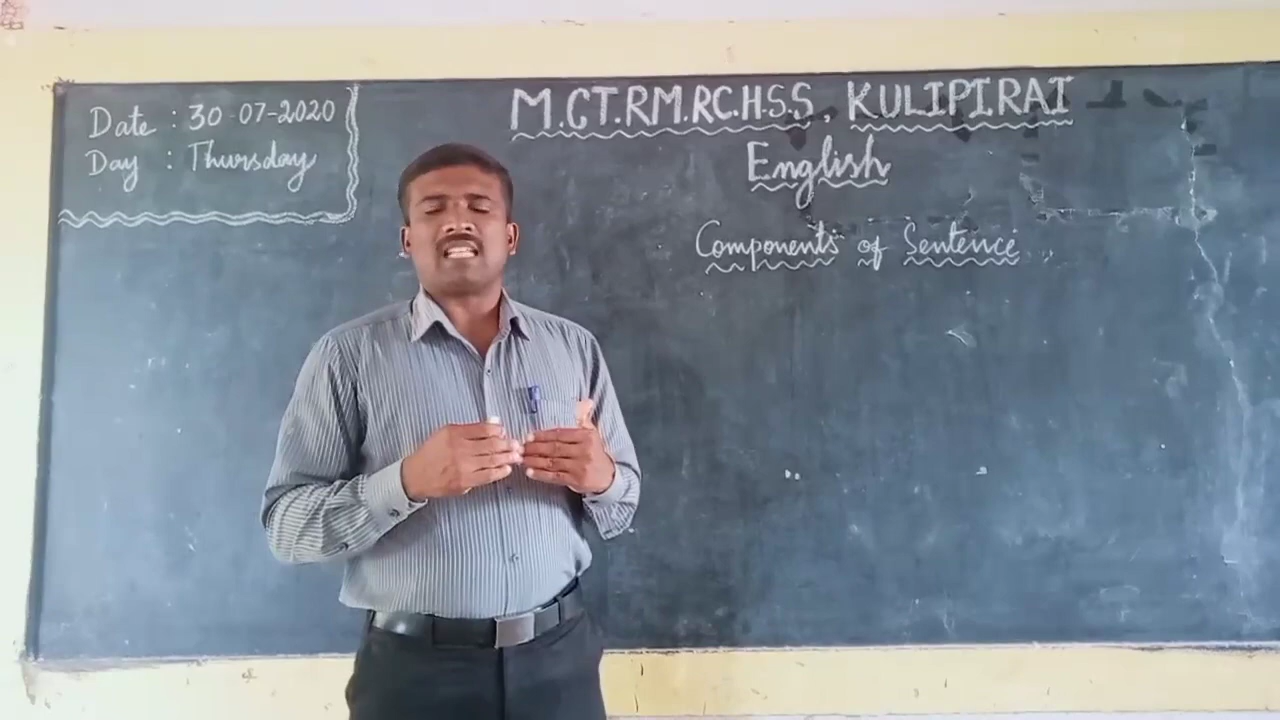 Date : 30-07-2020
Day : Thursday
M.CT.RM.RC.H.S.S, KULIPIRAI
English
Components of Sentence